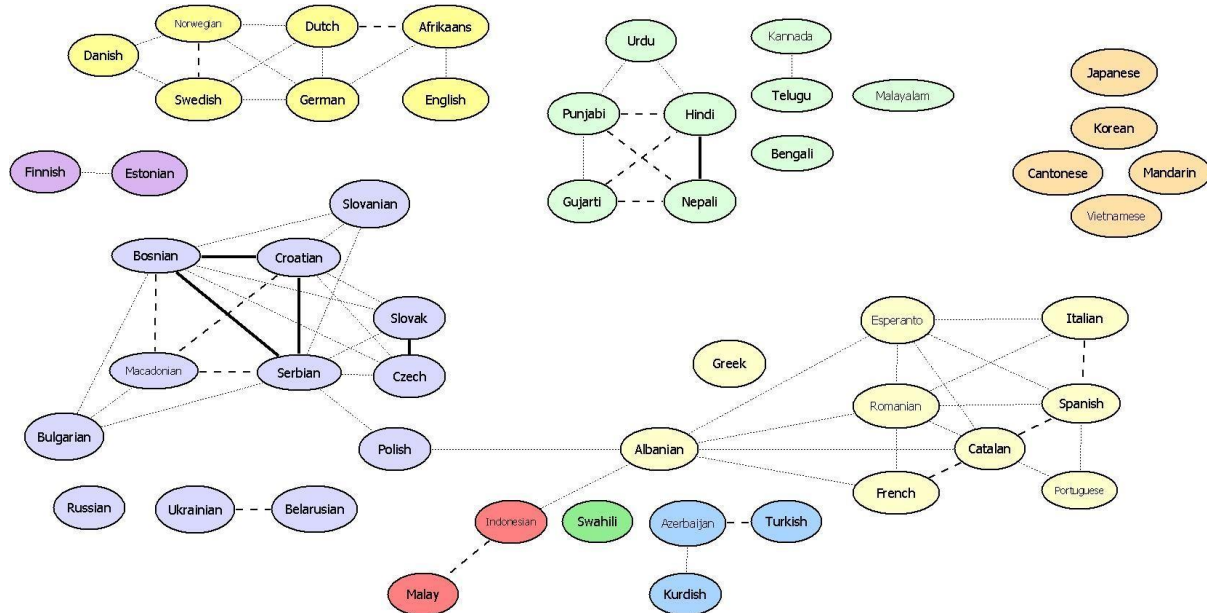 Norwegian
Dutch
Afrikaans
Danish
Swedish
German
English
Urdu
Kannada
Punjabi
Hindi
Telugu
Malayalam
Bengali
Gujarti
Nepali
Japanese
Korean
Cantonese
Mandarin
Vietnamese
Finnish
Estonian
Slovanian
Bosnian
Croatian
Slovak
Macadonian
Serbian
Czech
Bulgarian
Polish
Russian
Ukrainian
Belarusian
Greek
Esperanto
Italian
Romanian
Spanish
Albanian
Catalan
French
Portuguese
Indonesian
Swahili
Azerbaijan
Turkish
Malay
Kurdish